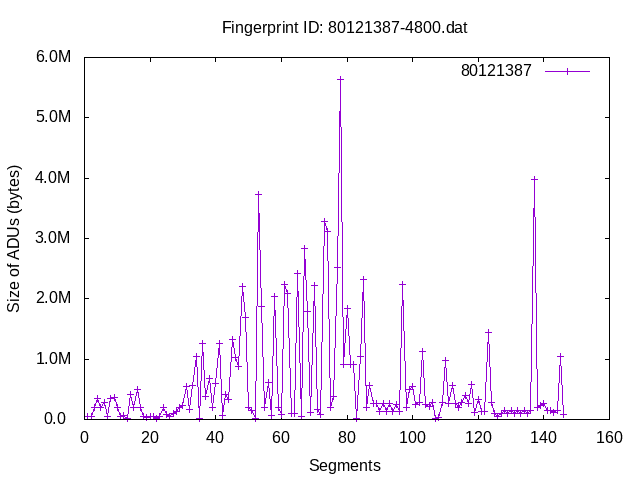 Fingerprint ID: 80121387-4800.dat
6.0M
80121387
5.0M
4.0M
3.0M
2.0M
1.0M
0.0
Size of ADUs (bytes)
0 20 40 60 80 100 120 140 160
Segments